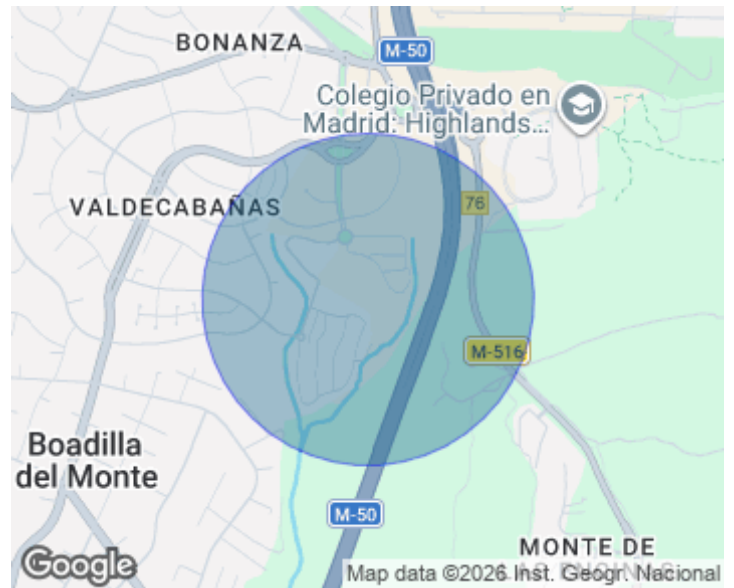 BONANZA
M-50
Colegio Privado en
Madrid: Highlands...
VALDECABAÑAS
76
M-516
Boadilla
del Monte
M-50
MONTE DE
Google
Map data ©2026 Inst. Geogr. Nacional